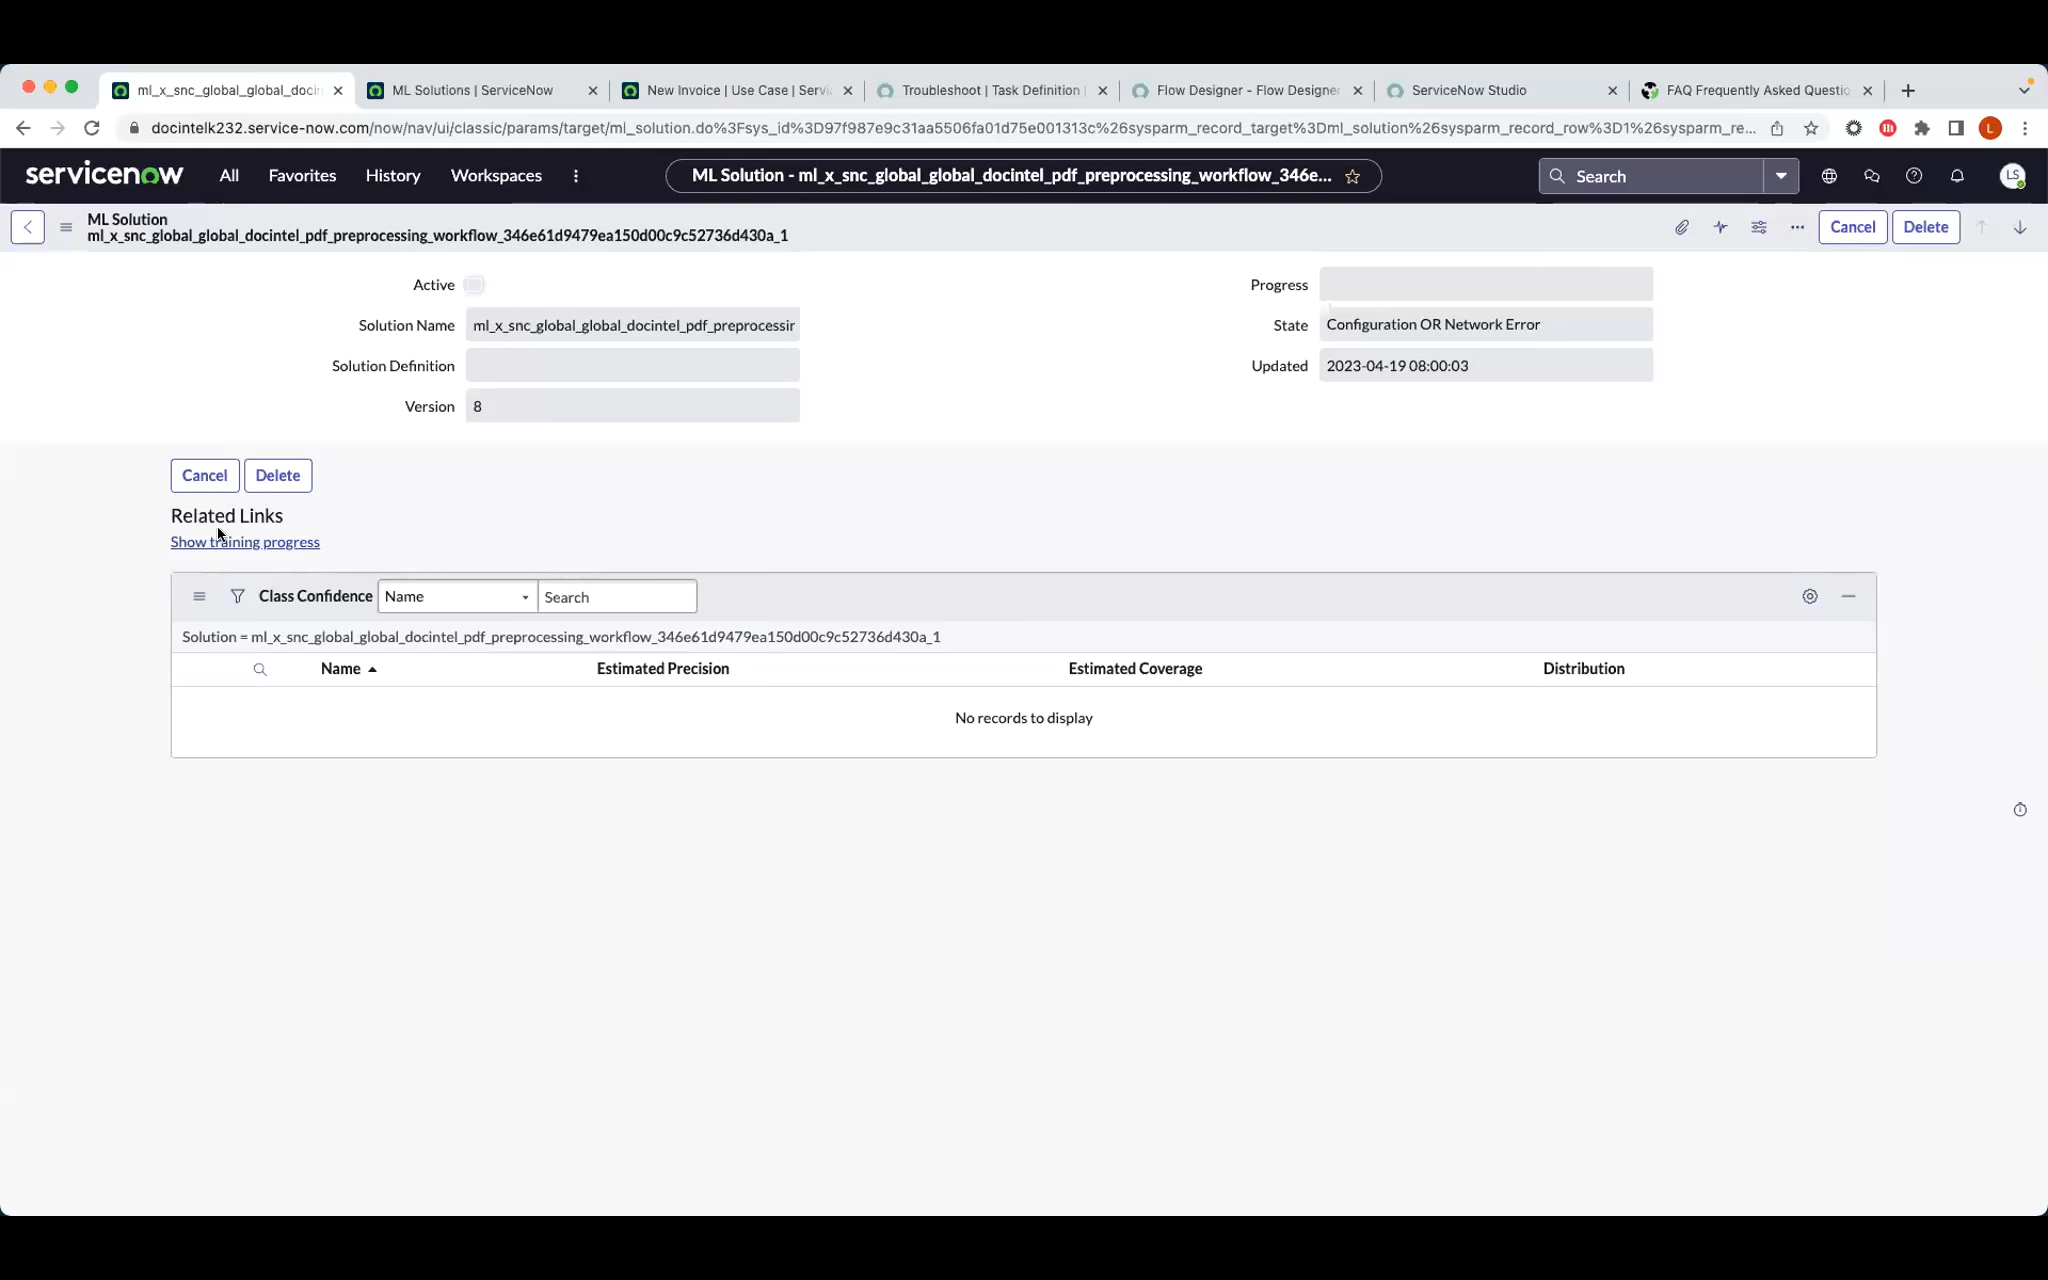 ml_x_snc_global_global_docin
ML Solutions | ServiceNow
New Invoice | Use Case | Servi
Troubleshoot | Task Definition
Flow Designer - Flow Designer
ServiceNow Studio
FAQ Frequently Asked Questio
docintelk232.service-now.com/now/nav/ui/classic/params/target/ml_solution.do%3Fsys_id%3D97f987e9c31aa5506fa01d75e001313c%26sysparm_record_target%3Dml_solution%26sysparm_record_row%3D1%26sysparm_re...
L
servicenow
All
Favorites
History
Workspaces
ML Solution - ml_x_snc_global_global_docintel_pdf_preprocessing_workflow_346e...
Search
LS
ML Solution
ml_x_snc_global_global_docintel_pdf_preprocessing_workflow_346e61d9479ea150d00c9c52736d430a_1
Cancel
Delete
Active
Solution Name ml_x_snc_global_global_docintel_pdf_preprocessir
Solution Definition
Version 8
Progress
State Configuration OR Network Error
Updated 2023-04-19 08:00:03
Cancel
Delete
Related Links
Show training progress
Class Confidence Name Search
Solution = ml_x_snc_global_global_docintel_pdf_preprocessing_workflow_346e61d9479ea150d00c9c52736d430a_1
Name Estimated Precision Estimated Coverage Distribution
No records to display